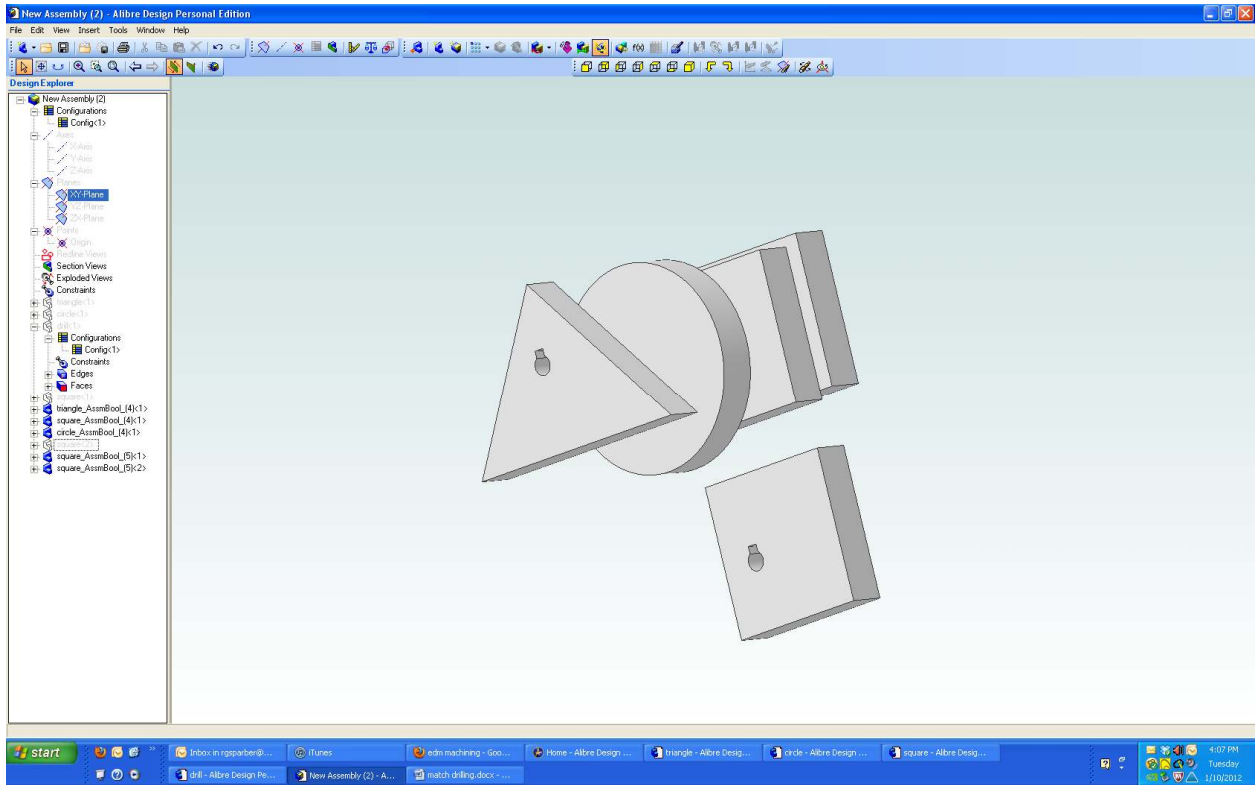 New Assembly (2) - Alibre Design Personal Edition
File Edit View Insert Tools Window Help
Design Explorer
New Assembly (2)
Configurations
Config<1>
Axes
X-Axis
Y-Axis
Z-Axis
Planes
XY-Plane
YZ-Plane
ZX-Plane
Points
Origin
Redline Views
Section Views
Exploded Views
Constraints
triangle<1>
circle<1>
drill<1>
Configurations
Config<1>
Constraints
Edges
Faces
square<1>
triangle_AssmBool_(4)<1>
square_AssmBool_(4)<1>
circle_AssmBool_(4)<1>
square<2>
square_AssmBool_(5)<1>
square_AssmBool_(5)<2>
start
Inbox in rgsparber@...
iTunes
edm machining - Goo...
Home - Alibre Design ...
triangle - Alibre Desig...
circle - Alibre Design ...
square - Alibre Desig...
4:07 PM
Tuesday
drill - Alibre Design Pe...
New Assembly (2) - A...
match drilling.docx - ...
1/10/2012